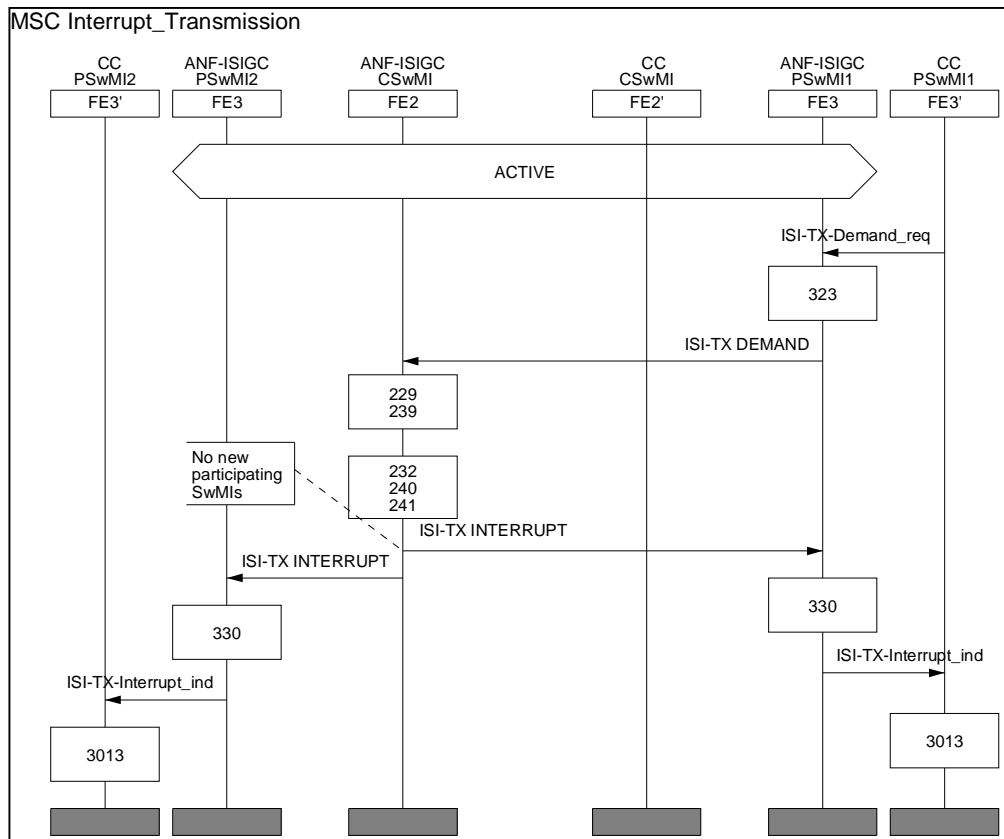 MSC Interrupt_Transmission
CC
PSwMI2
FE3'
ANF-ISIGC
PSwMI2
FE3
ANF-ISIGC
CSwMI
FE2
CC
CSwMI
FE2'
ANF-ISIGC
PSwMI1
FE3
CC
PSwMI1
FE3'
ACTIVE
ISI-TX-Demand_req
323
ISI-TX DEMAND
229
239
No new
participating
SwMIs
232
240
241
ISI-TX INTERRUPT
ISI-TX INTERRUPT
330
330
ISI-TX-Interrupt_ind
ISI-TX-Interrupt_ind
3013
3013